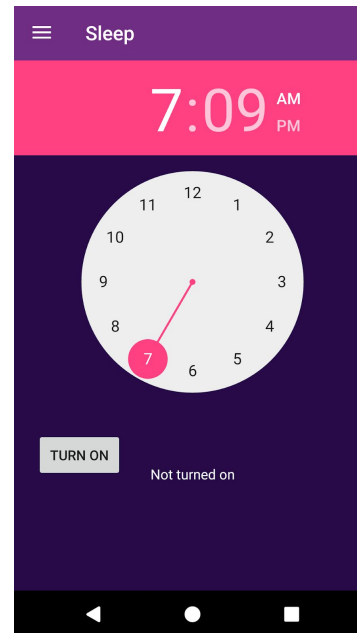 Sleep
7:09 AM
PM
12
11 1
10 2
9 3
8 4
7 5
6
TURN ON
Not turned on